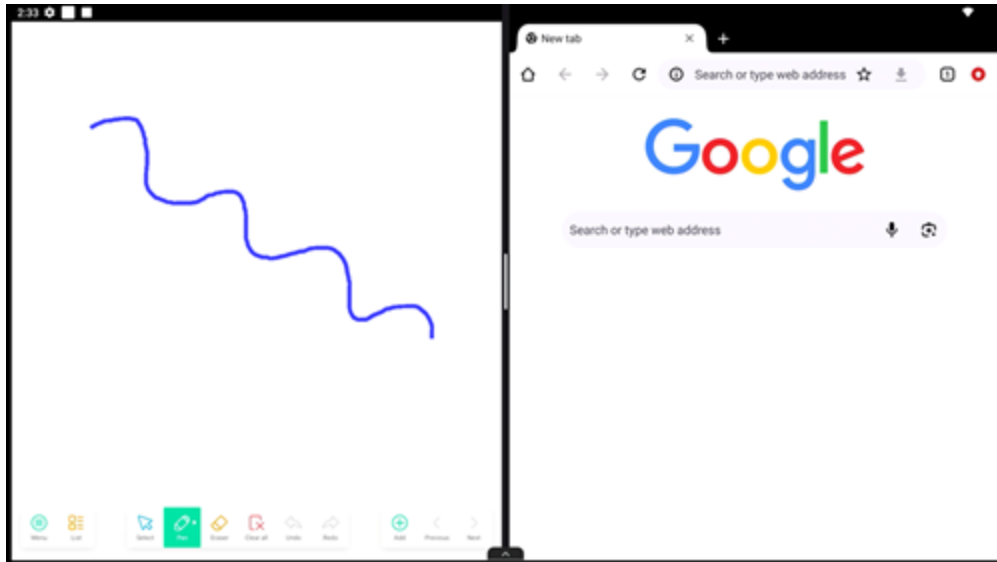 2:33
New tab
Search or type web address
1
Google
Search or type web address
Menu
List
Select
Pen
Eraser
Clear all
Undo
Redo
Add
Previous
Next